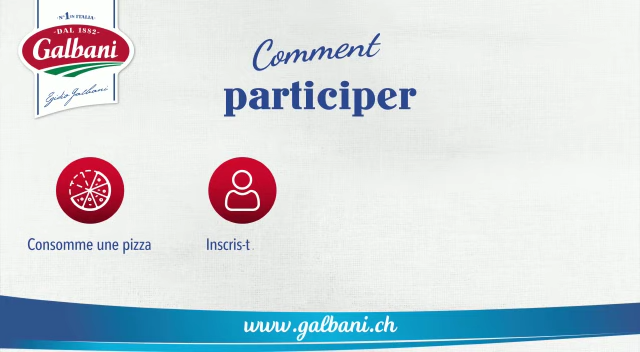 N°1 IN ITALIA
DAL 1882
Galbani
Egidio Galbani
Comment
participer
Consomme une pizza
Inscris-t
www.galbani.ch